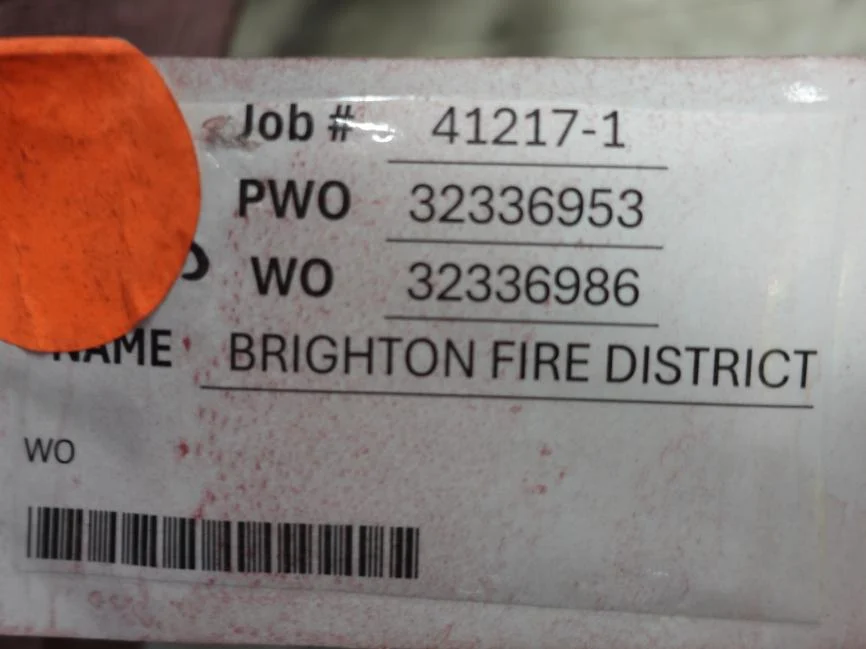 Job # 41217-1
PWO 32336953
WO 32336986
NAME BRIGHTON FIRE DISTRICT
WO